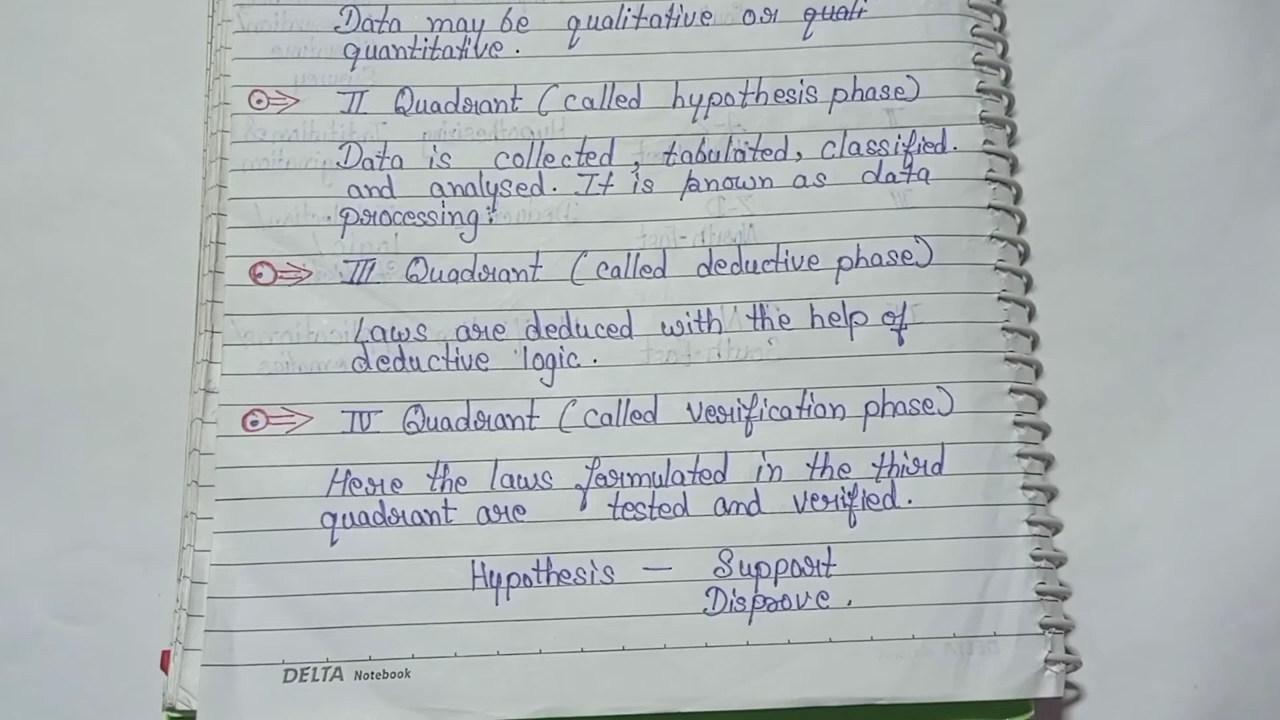 Data may be qualitative or quali
quantitative.
II Quadrant (called hypothesis phase)
Data is collected, tabulated, classified.
and analysed. It is known as data
processing.
III Quadrant (called deductive phase)
Laws are deduced with the help of
deductive logic.
IV Quadrant (called verification phase)
Here the laws formulated in the third
quadrant are tested and verified.
Hypothesis — Support
Disprove.
DELTA Notebook